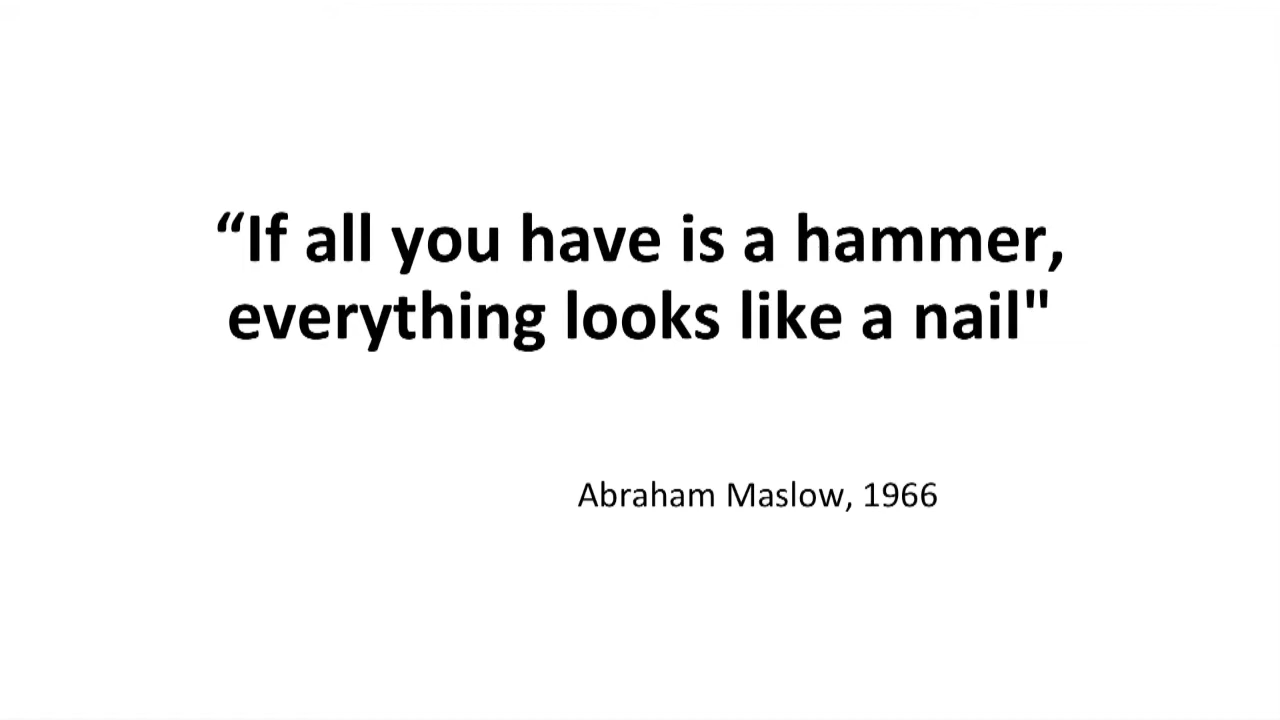 “If all you have is a hammer,
everything looks like a nail"
Abraham Maslow, 1966